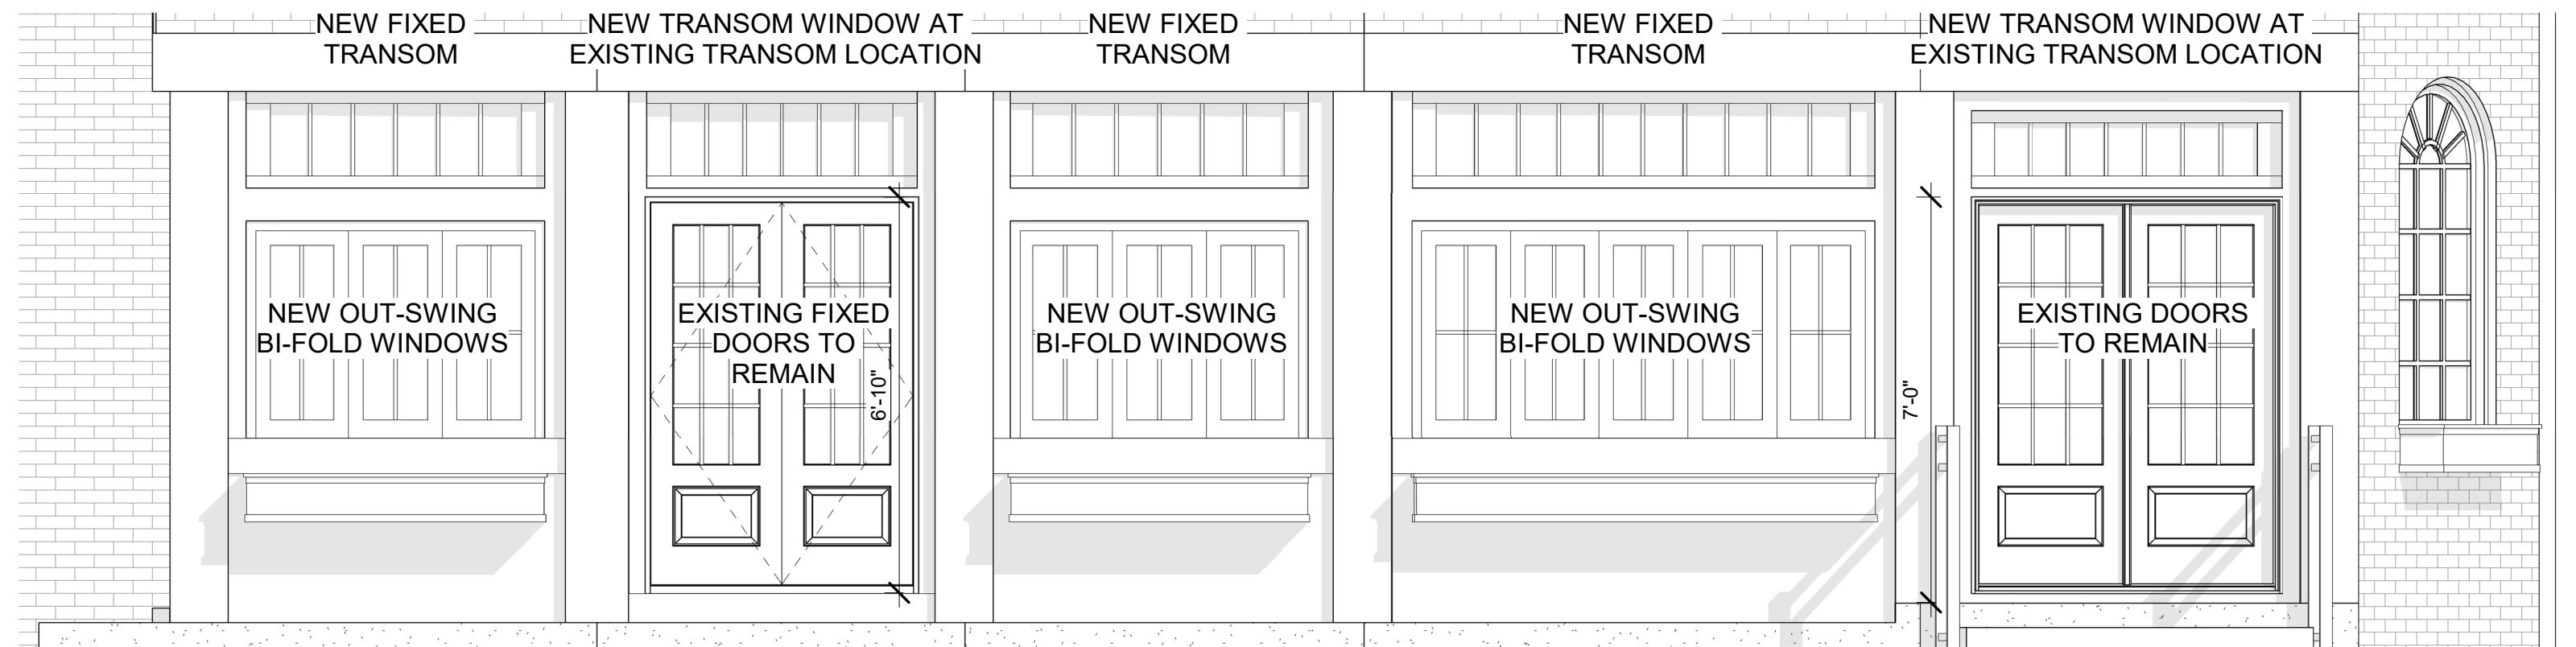 NEW FIXED
TRANSOM
NEW TRANSOM WINDOW AT
EXISTING TRANSOM LOCATION
NEW FIXED
TRANSOM
NEW FIXED
TRANSOM
NEW TRANSOM WINDOW AT
EXISTING TRANSOM LOCATION
NEW OUT-SWING
BI-FOLD WINDOWS
EXISTING FIXED
DOORS TO
REMAIN
6'-10"
NEW OUT-SWING
BI-FOLD WINDOWS
NEW OUT-SWING
BI-FOLD WINDOWS
7'-0"
EXISTING DOORS
TO REMAIN